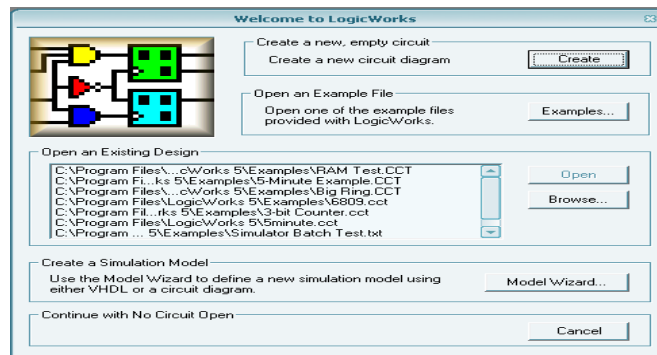 Welcome to LogicWorks
Create a new, empty circuit
Create a new circuit diagram
Create
Open an Example File
Open one of the example files
provided with LogicWorks.
Examples...
Open an Existing Design
C:\Program Files\...cWorks 5\Examples\RAM Test.CCT
C:\Program Fi...ks 5\Examples\5-Minute Example.CCT
C:\Program Files\...cWorks 5\Examples\Big Ring.CCT
C:\Program Files\LogicWorks 5\Examples\6809.cct
C:\Program Fil...rks 5\Examples\3-bit Counter.cct
C:\Program Files\LogicWorks 5\5minute.cct
C:\Program ... 5\Examples\Simulator Batch Test.txt
Open
Browse...
Create a Simulation Model
Use the Model Wizard to define a new simulation model using
either VHDL or a circuit diagram.
Model Wizard...
Continue with No Circuit Open
Cancel